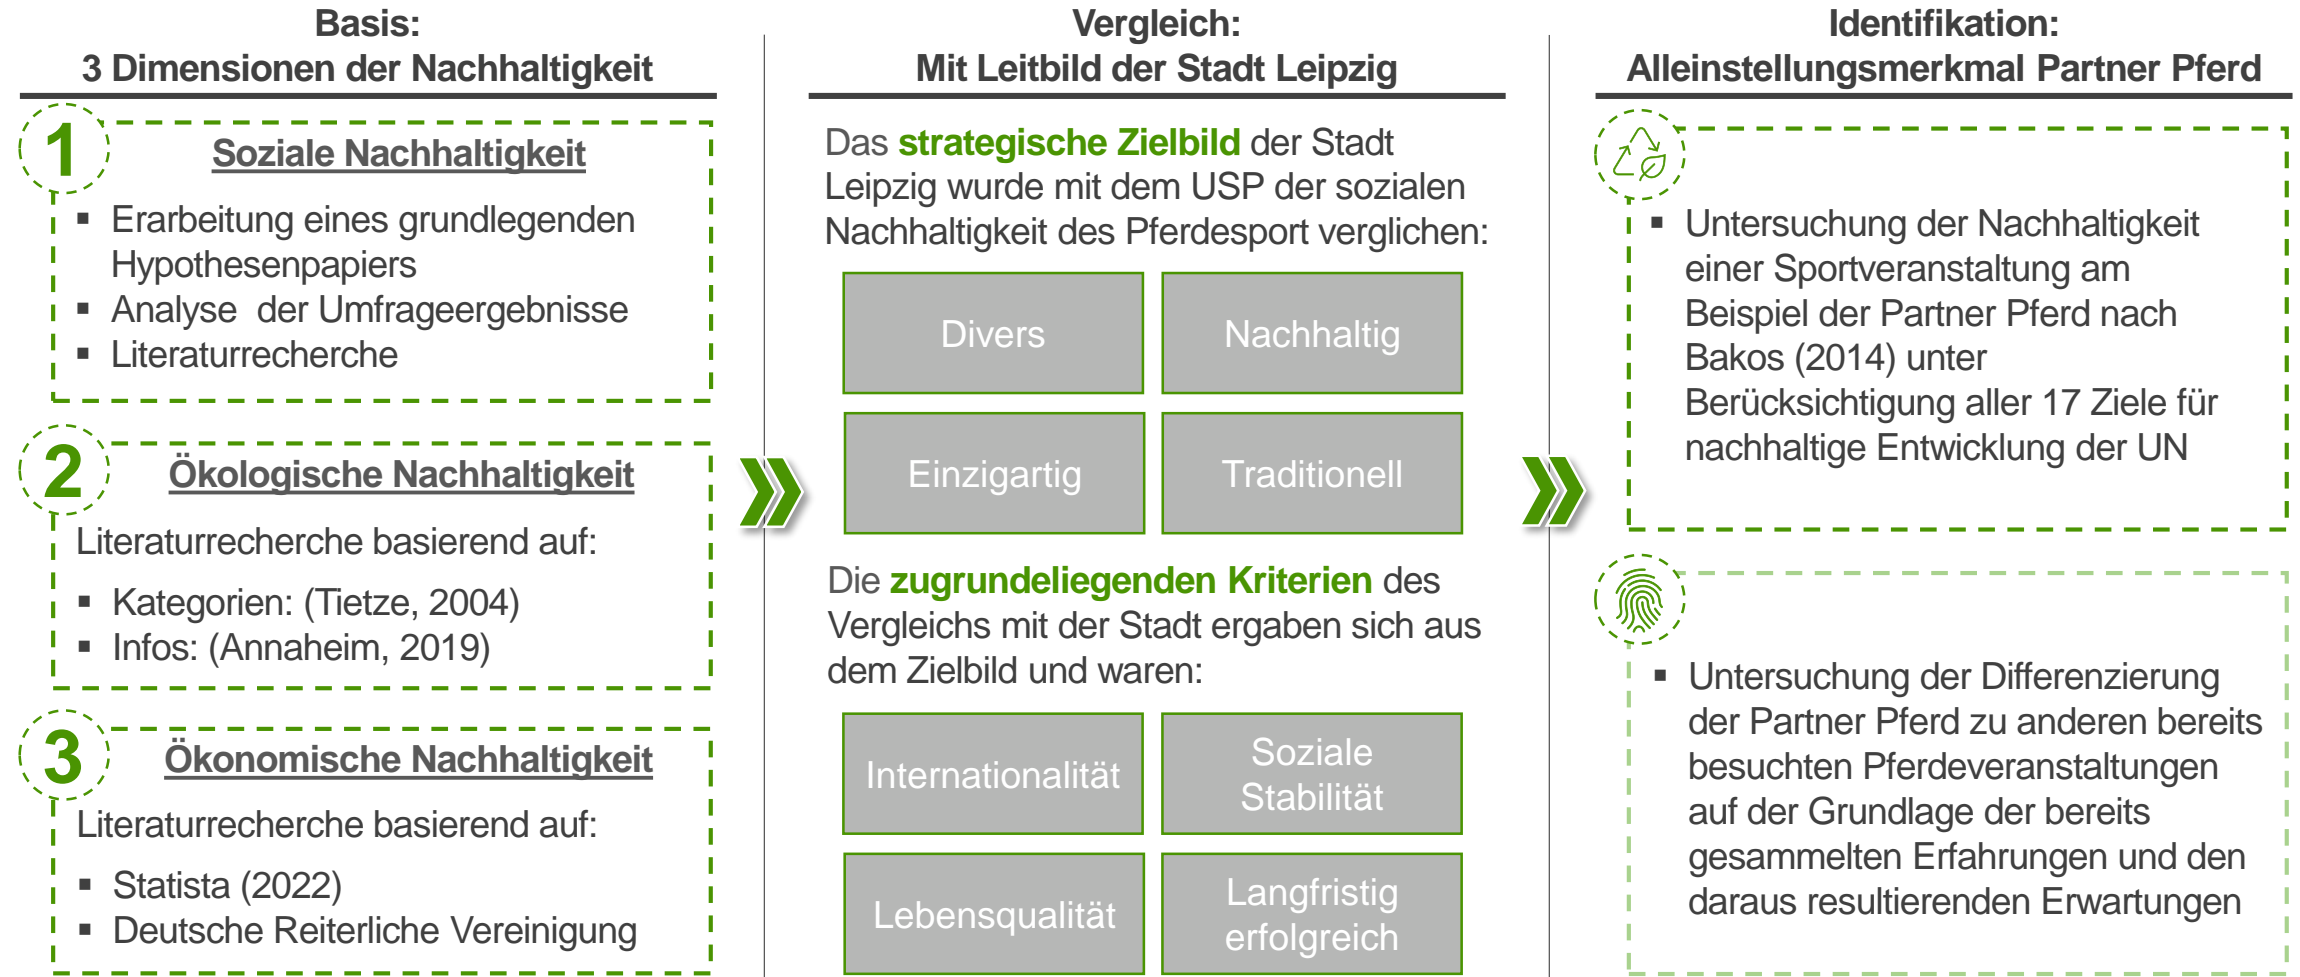 Basis:
3 Dimensionen der Nachhaltigkeit
1
Soziale Nachhaltigkeit
▪ Erarbeitung eines grundlegenden
Hypothesenpapiers
▪ Analyse der Umfrageergebnisse
▪ Literaturrecherche
2
Ökologische Nachhaltigkeit
Literaturrecherche basierend auf:
▪ Kategorien: (Tietze, 2004)
▪ Infos: (Annaheim, 2019)
3
Ökonomische Nachhaltigkeit
Literaturrecherche basierend auf:
▪ Statista (2022)
▪ Deutsche Reiterliche Vereinigung
Vergleich:
Mit Leitbild der Stadt Leipzig
Das strategische Zielbild der Stadt
Leipzig wurde mit dem USP der sozialen
Nachhaltigkeit des Pferdesport verglichen:
Divers
Nachhaltig
Einzigartig
Traditionell
Die zugrundeliegenden Kriterien des
Vergleichs mit der Stadt ergaben sich aus
dem Zielbild und waren:
Internationalität
Soziale
Stabilität
Lebensqualität
Langfristig
erfolgreich
Identifikation:
Alleinstellungsmerkmal Partner Pferd
▪ Untersuchung der Nachhaltigkeit
einer Sportveranstaltung am
Beispiel der Partner Pferd nach
Bakos (2014) unter
Berücksichtigung aller 17 Ziele für
nachhaltige Entwicklung der UN
▪ Untersuchung der Differenzierung
der Partner Pferd zu anderen bereits
besuchten Pferdeveranstaltungen
auf der Grundlage der bereits
gesammelten Erfahrungen und den
daraus resultierenden Erwartungen